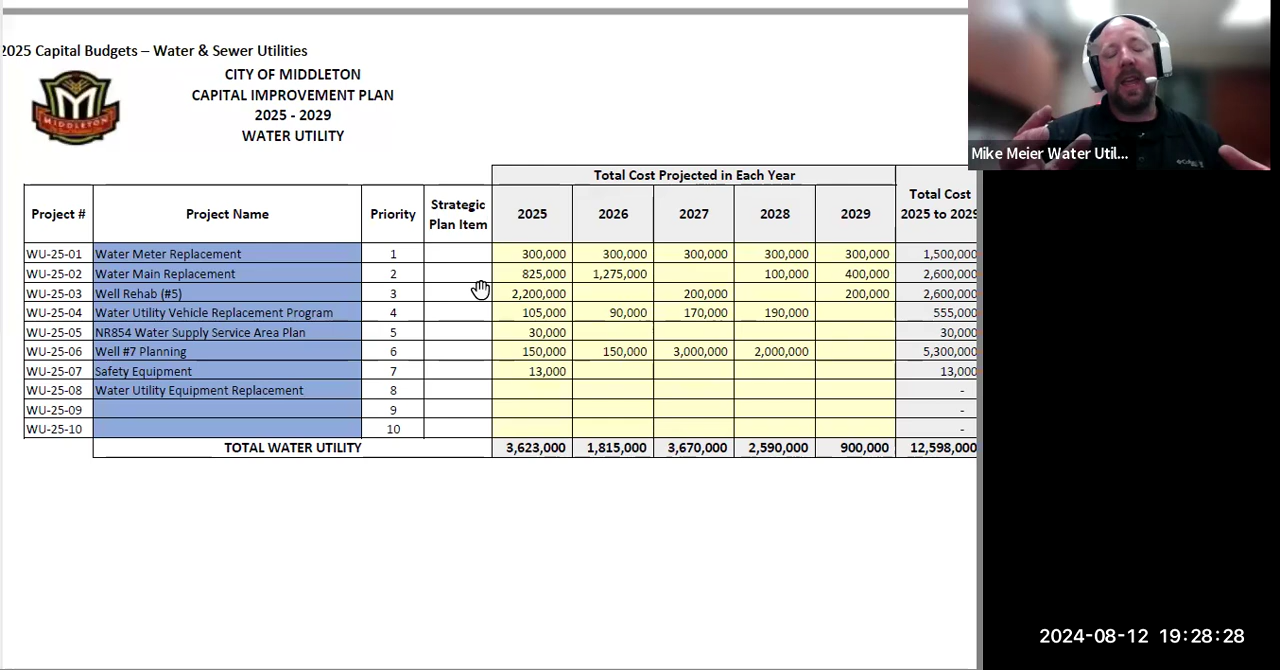 2025 Capital Budgets – Water & Sewer Utilities
CITY OF MIDDLETON
CAPITAL IMPROVEMENT PLAN
2025 - 2029
WATER UTILITY
M
MIDDLETON
Mike Meier Water Util...
Total Cost Projected in Each Year
Project # Project Name Priority Strategic Plan Item 2025 2026 2027 2028 2029 Total Cost 2025 to 2029
WU-25-01 Water Meter Replacement 1 300,000 300,000 300,000 300,000 300,000 1,500,000
WU-25-02 Water Main Replacement 2 825,000 1,275,000 100,000 400,000 2,600,000
WU-25-03 Well Rehab (#5) 3 2,200,000 200,000 200,000 2,600,000
WU-25-04 Water Utility Vehicle Replacement Program 4 105,000 90,000 170,000 190,000 555,000
WU-25-05 NR854 Water Supply Service Area Plan 5 30,000 30,000
WU-25-06 Well #7 Planning 6 150,000 150,000 3,000,000 2,000,000 5,300,000
WU-25-07 Safety Equipment 7 13,000 13,000
WU-25-08 Water Utility Equipment Replacement 8 -
WU-25-09 9 -
WU-25-10 10 -
TOTAL WATER UTILITY 3,623,000 1,815,000 3,670,000 2,590,000 900,000 12,598,000
2024-08-12 19:28:28